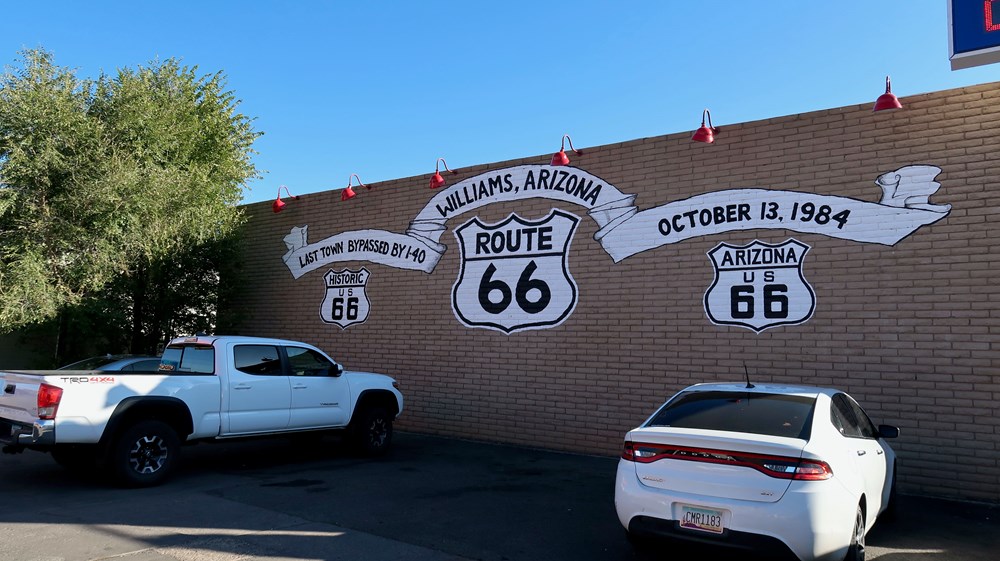 WILLIAMS, ARIZONA
LAST TOWN BYPASSED BY I-40
OCTOBER 13, 1984
HISTORIC
US
66
ROUTE
66
ARIZONA
US
66
TRD 4X4
CMR1183